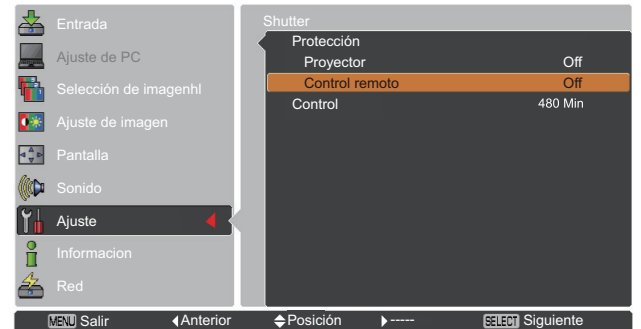 Entrada
Ajuste de PC
Selección de imagenhl
Ajuste de imagen
Pantalla
Sonido
Ajuste
Informacion
Red
Shutter
Protección
Proyector Off
Control remoto Off
Control 480 Min
MENU Salir Anterior Posición ----- SELECT Siguiente